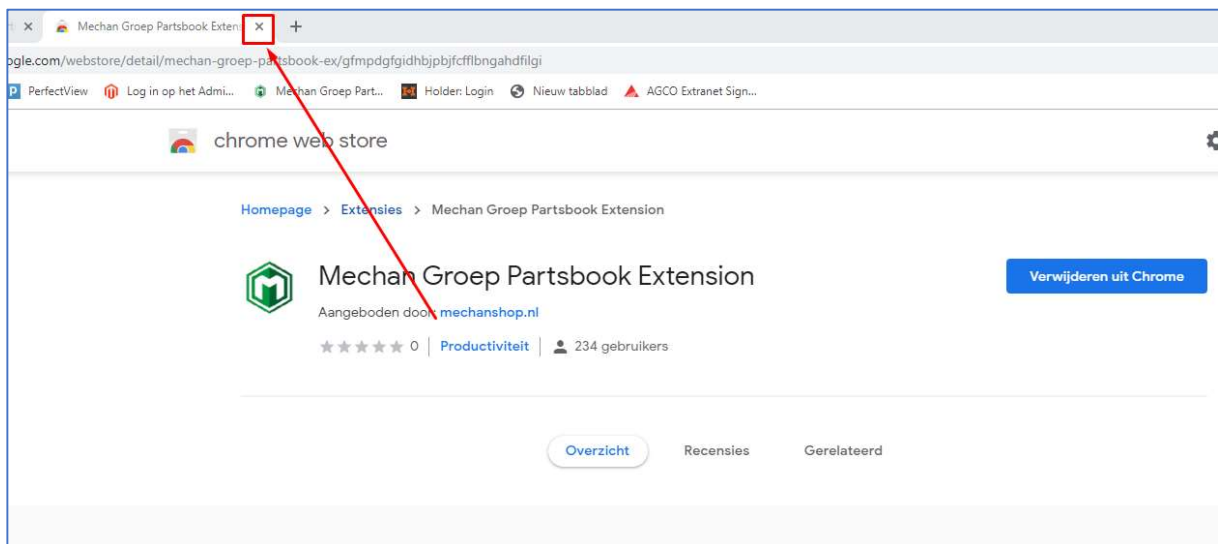 Mechan Groep Partsbook Exten
ogle.com/webstore/detail/mechan-groep-partsbook-ex/gfmpdgfgidhbjpbjfcfflbngahdfilgi
PerfectView Log in op het Admi... Mechan Groep Part... Holder: Login Nieuw tabblad AGCO Extranet Sign...
chrome web store
Homepage > Extensies > Mechan Groep Partsbook Extension
Mechan Groep Partsbook Extension
Verwijderen uit Chrome
Aangeboden door: mechanshop.nl
0 Productiviteit 234 gebruikers
Overzicht Recensies Gerelateerd